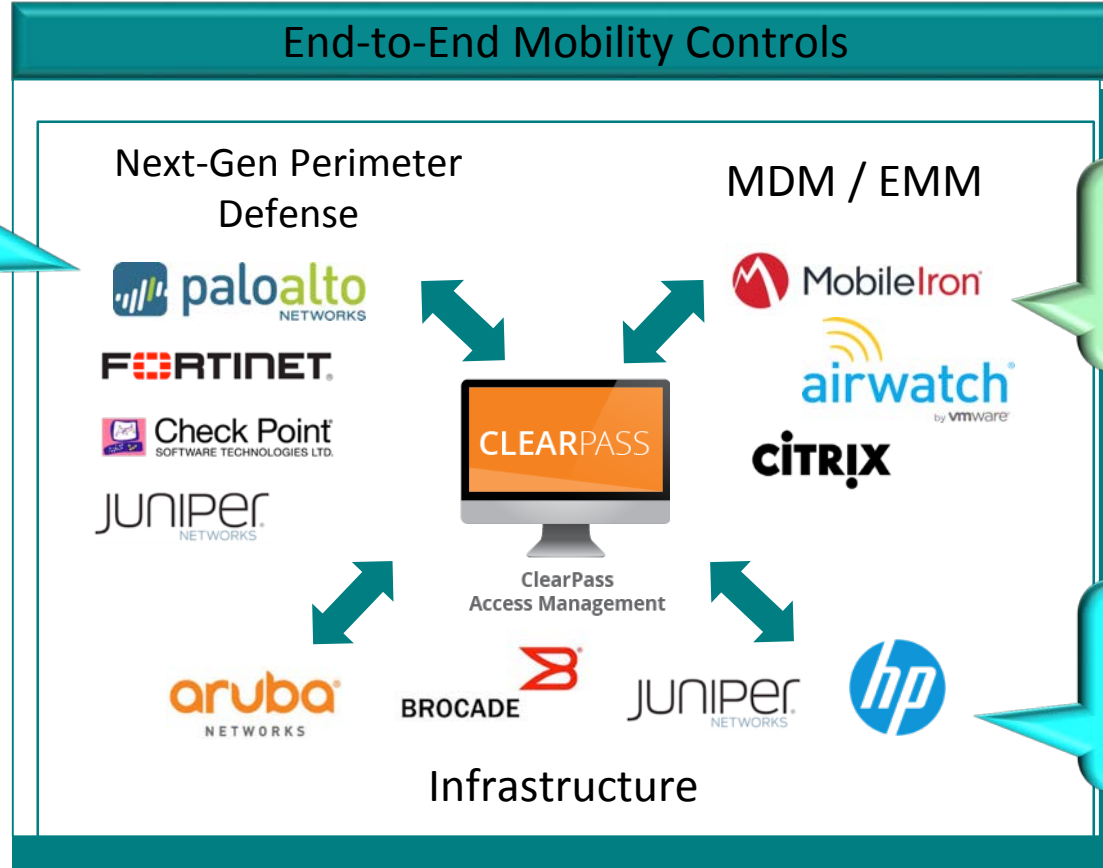 End-to-End Mobility Controls
Next-Gen Perimeter
Defense
paloalto
NETWORKS
FORTINET.
Check Point
SOFTWARE TECHNOLOGIES LTD.
JUNIPER
NETWORKS
MDM / EMM
MobileIron
airwatch
by vmware
CITRIX
CLEARPASS
ClearPass
Access Management
aruba
NETWORKS
BROCADE
JUNIPER
NETWORKS
hp
Infrastructure